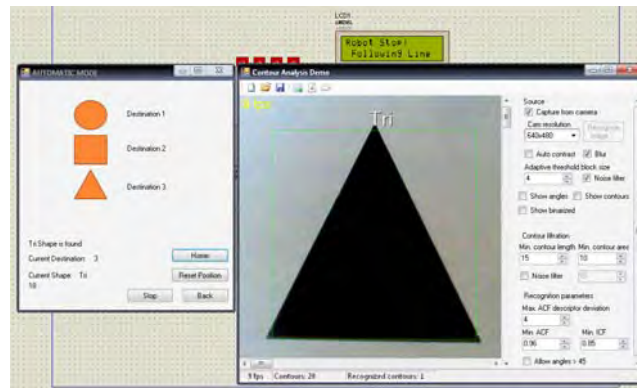 LCD1
Robot Stop!
Following Line
AUTOMATIC MODE
Destination 1
Destination 2
Destination 3
Tri Shape is found
Current Destination: 3
Current Shape: Tri
18
Home
Reset Position
Stop
Back
Contour Analysis Demo
9 fps
Tri
Source
Capture from camera
Cam resolution
640x480
Recognize image
Auto contrast
Blur
Adaptive threshold block size
4
Noise filter
Show angles
Show contours
Show binarized
Contour filtration
Min. contour length
Min. contour area
15
10
Noise filter
Recognition parameters
Max. ACF descriptor deviation
4
Min. ACF
Min. ICF
0.96
0.85
Allow angles > 45
9 fps
Contours: 20
Recognized contours: 1